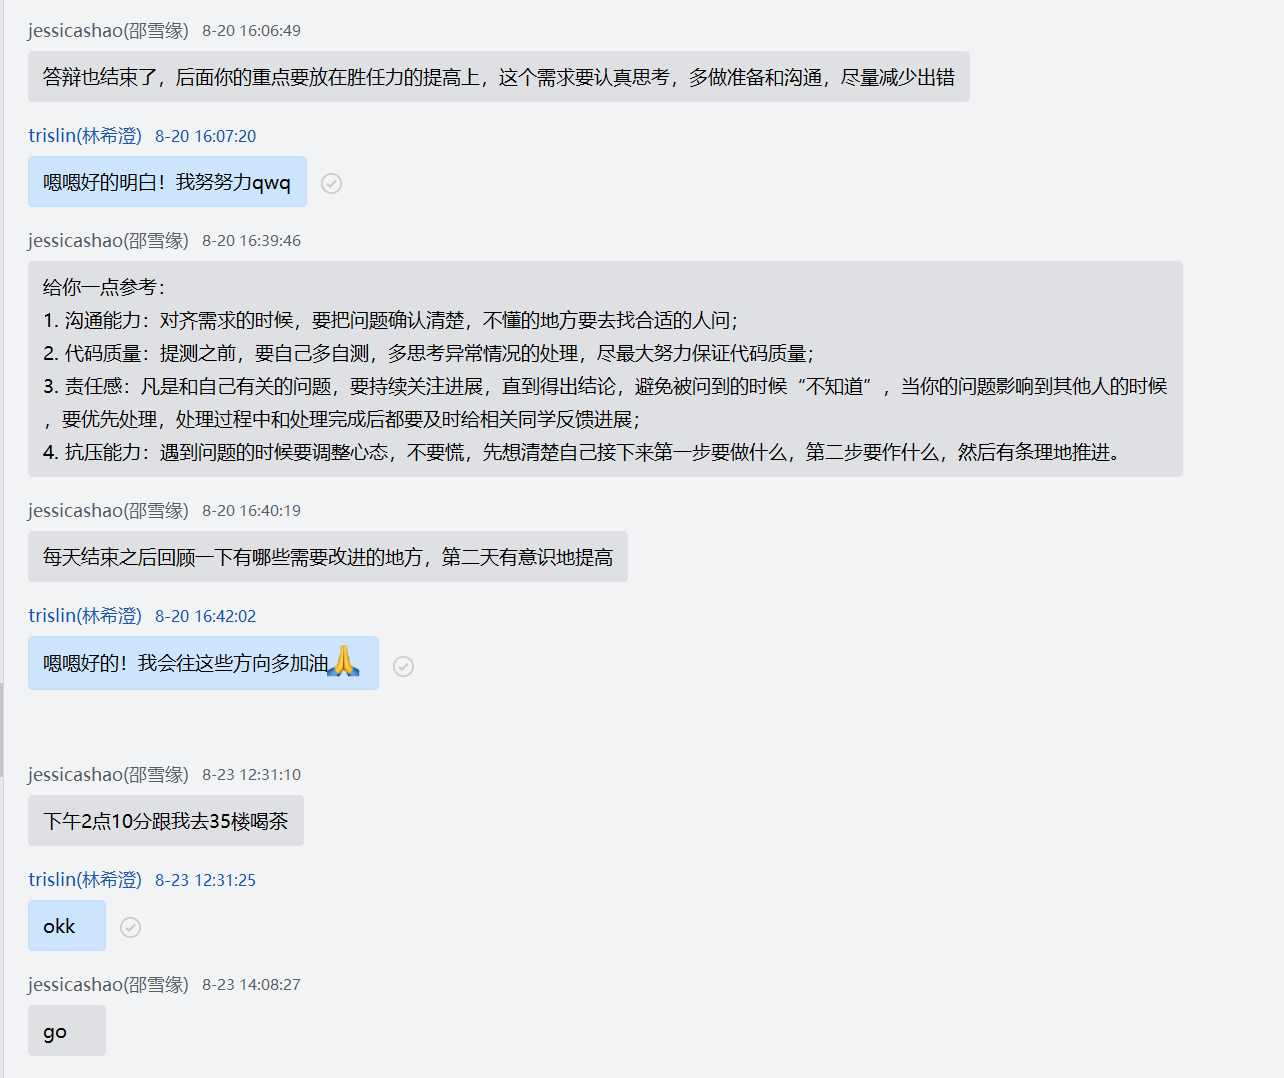 jessicashao(邵雪缘) 8-20 16:06:49
答辩也结束了，后面你的重点要放在胜任力的提高上，这个需求要认真思考，多做准备和沟通，尽量减少出错
trislin(林希澄) 8-20 16:07:20
嗯嗯好的明白！我努努力qwq
jessicashao(邵雪缘) 8-20 16:39:46
给你一点参考：
1. 沟通能力：对齐需求的时候，要把问题确认清楚，不懂的地方要去找合适的人问；
2. 代码质量：提测之前，要自己多自测，多思考异常情况的处理，尽最大努力保证代码质量；
3. 责任感：凡是和自己有关的问题，要持续关注进展，直到得出结论，避免被问到的时候“不知道”，当你的问题影响到其他人的时候
，要优先处理，处理过程中和处理完成后都要及时给相关同学反馈进展；
4. 抗压能力：遇到问题的时候要调整心态，不要慌，先想清楚自己接下来第一步要做什么，第二步要作什么，然后有条理地推进。
jessicashao(邵雪缘) 8-20 16:40:19
每天结束之后回顾一下有哪些需要改进的地方，第二天有意识地提高
trislin(林希澄) 8-20 16:42:02
嗯嗯好的！我会往这些方向多加油🙏
jessicashao(邵雪缘) 8-23 12:31:10
下午2点10分跟我去35楼喝茶
trislin(林希澄) 8-23 12:31:25
okk
jessicashao(邵雪缘) 8-23 14:08:27
go